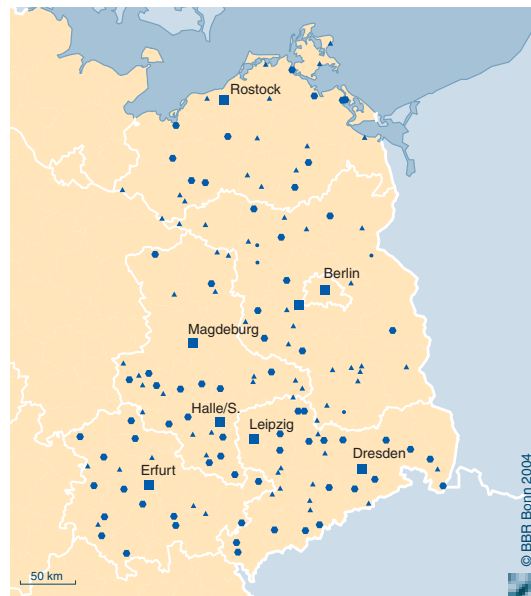 Rostock
Berlin
Magdeburg
Halle/S.
Leipzig
Dresden
Erfurt
50 km
© BBR Bonn 2004